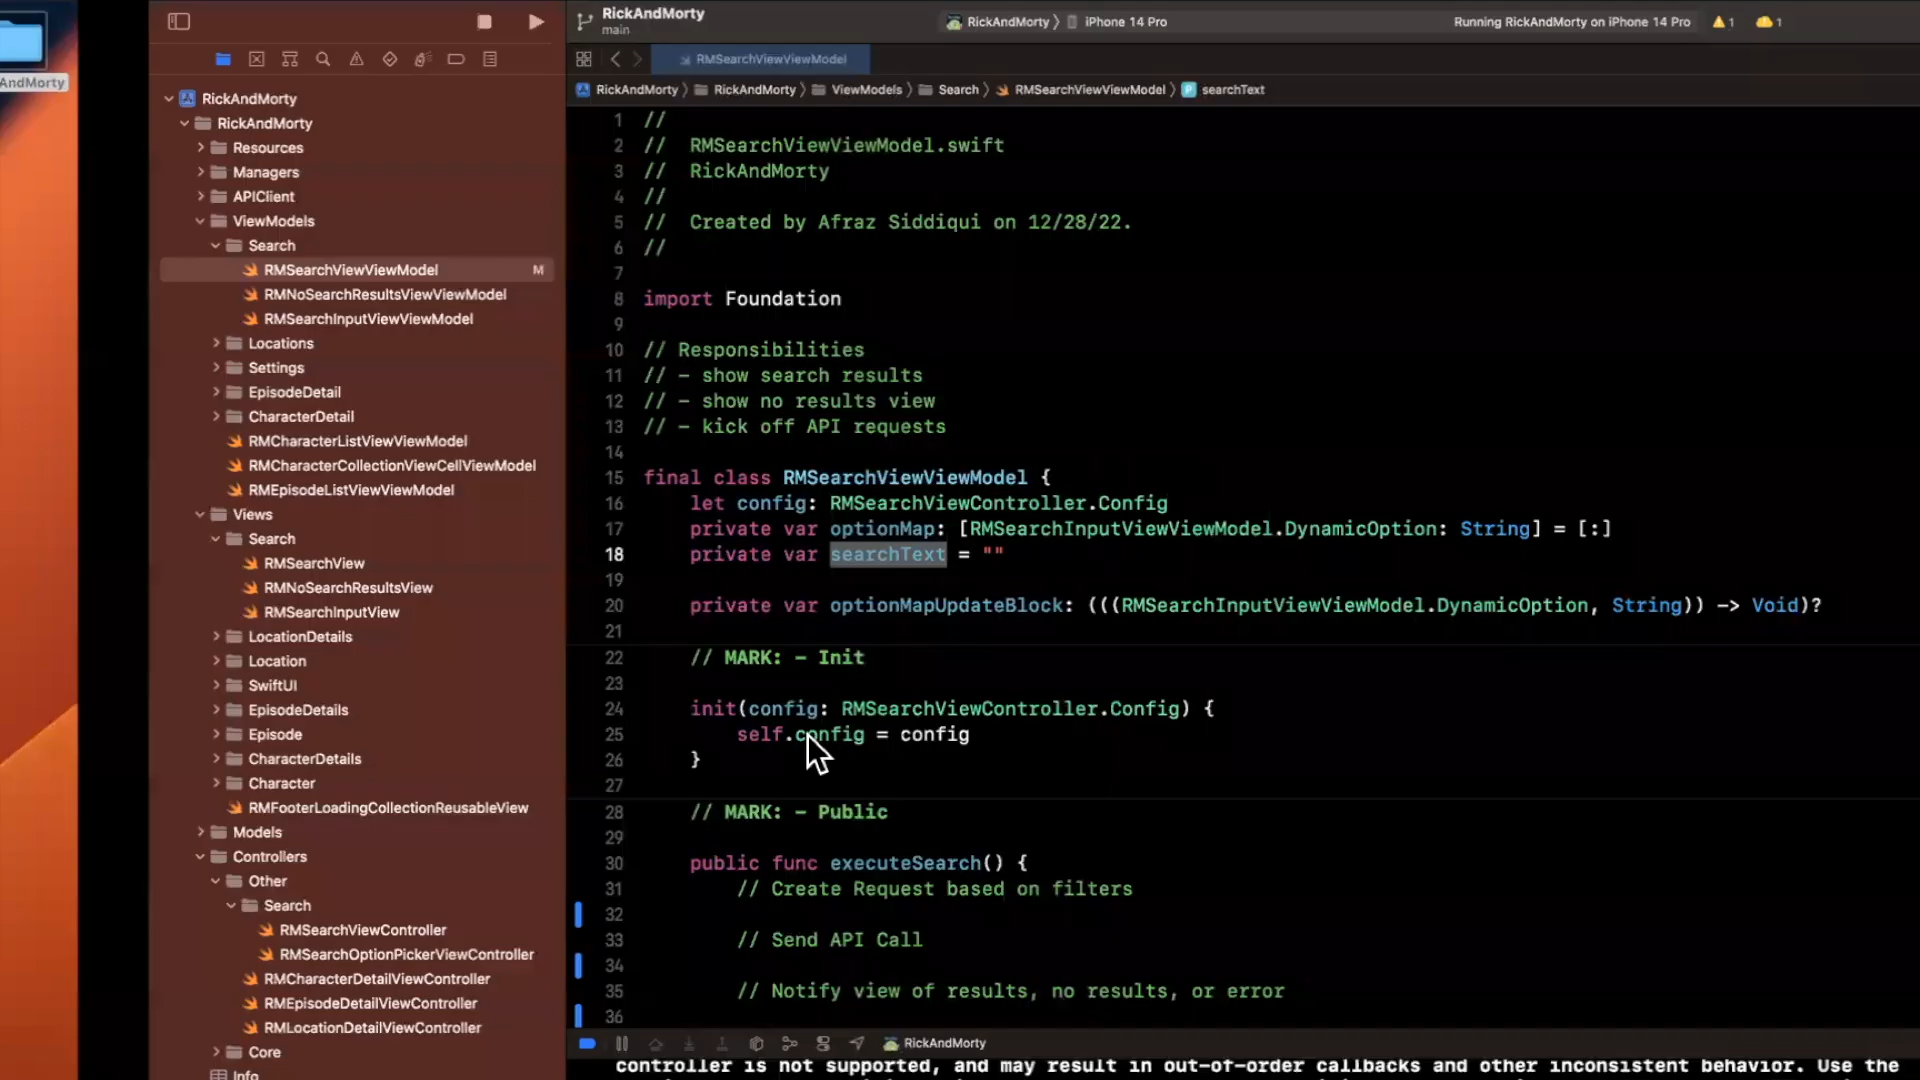 AndMorty
RickAndMorty
main
RickAndMorty
iPhone 14 Pro
Running RickAndMorty on iPhone 14 Pro
1
1
RMSearchViewViewModel
RickAndMorty
RickAndMorty
ViewModels
Search
RMSearchViewViewModel
P
searchText
RickAndMorty
RickAndMorty
Resources
Managers
APIClient
ViewModels
Search
RMSearchViewViewModel M
RMNoSearchResultsViewViewModel
RMSearchInputViewViewModel
Locations
Settings
EpisodeDetail
CharacterDetail
RMCharacterListViewViewModel
RMCharacterCollectionViewCellViewModel
RMEpisodeListViewViewModel
Views
Search
RMSearchView
RMNoSearchResultsView
RMSearchInputView
LocationDetails
Location
SwiftUI
EpisodeDetails
Episode
CharacterDetails
Character
RMFooterLoadingCollectionReusableView
Models
Controllers
Other
Search
RMSearchViewController
RMSearchOptionPickerViewController
RMCharacterDetailViewController
RMEpisodeDetailViewController
RMLocationDetailViewController
Core
Info
1 //
2 // RMSearchViewViewModel.swift
3 // RickAndMorty
4 //
5 // Created by Afraz Siddiqui on 12/28/22.
6 //
7
8 import Foundation
9
10 // Responsibilities
11 // - show search results
12 // - show no results view
13 // - kick off API requests
14
15 final class RMSearchViewViewModel {
16 let config: RMSearchViewController.Config
17 private var optionMap: [RMSearchInputViewViewModel.DynamicOption: String] = [:]
18 private var searchText = ""
19
20 private var optionMapUpdateBlock: (((RMSearchInputViewViewModel.DynamicOption, String)) -> Void)?
21
22 // MARK: - Init
23
24 init(config: RMSearchViewController.Config) {
25 self.config = config
26 }
27
28 // MARK: - Public
29
30 public func executeSearch() {
31 // Create Request based on filters
32
33 // Send API Call
34
35 // Notify view of results, no results, or error
36
RickAndMorty
controller is not supported, and may result in out-of-order callbacks and other inconsistent behavior. Use the